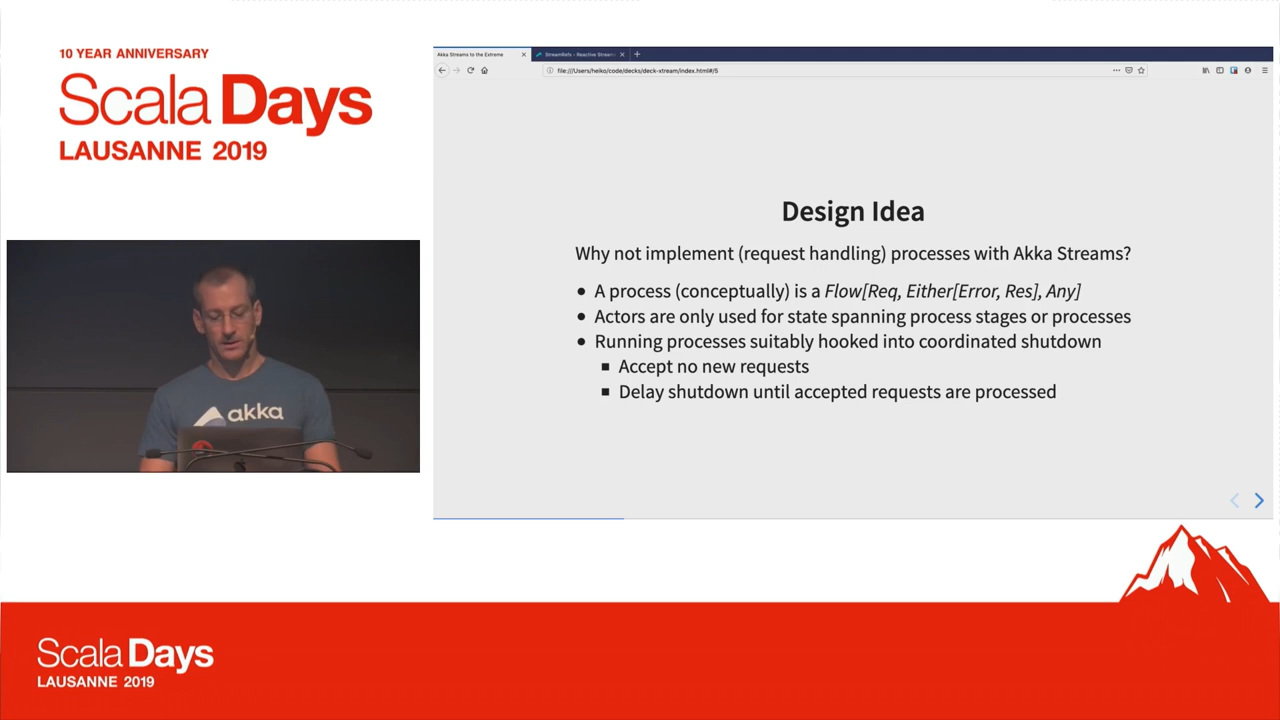 10 YEAR ANNIVERSARY
Scala Days
LAUSANNE 2019
Akka Streams to the Extreme
StreamRefs - Reactive Stream
file:///Users/heiko/code/decks/deck-xtream/index.html#/5
Design Idea
Why not implement (request handling) processes with Akka Streams?
• A process (conceptually) is a Flow[Req, Either[Error, Res], Any]
• Actors are only used for state spanning process stages or processes
• Running processes suitably hooked into coordinated shutdown
▪ Accept no new requests
▪ Delay shutdown until accepted requests are processed
akka
Scala Days
LAUSANNE 2019